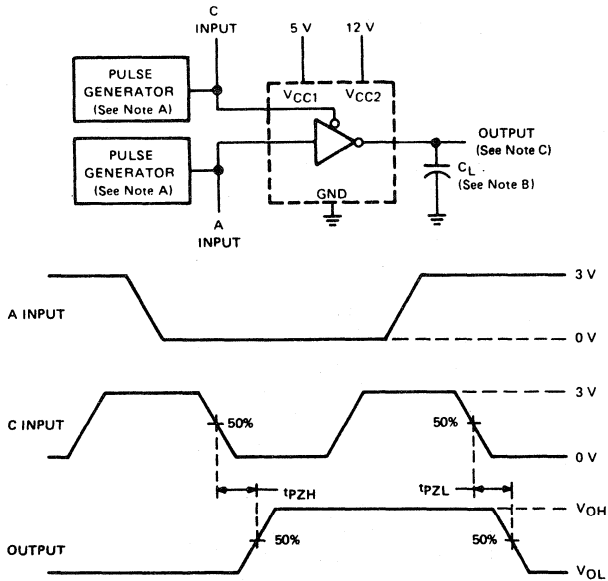 C
INPUT
5 V
12 V
PULSE
GENERATOR
(See Note A)
VCC1
VCC2
PULSE
GENERATOR
(See Note A)
OUTPUT
(See Note C)
CL
(See Note B)
GND
A
INPUT
3 V
A INPUT
0 V
3 V
C INPUT
50%
50%
0 V
tPZH
tPZL
VOH
OUTPUT
50%
50%
VOL